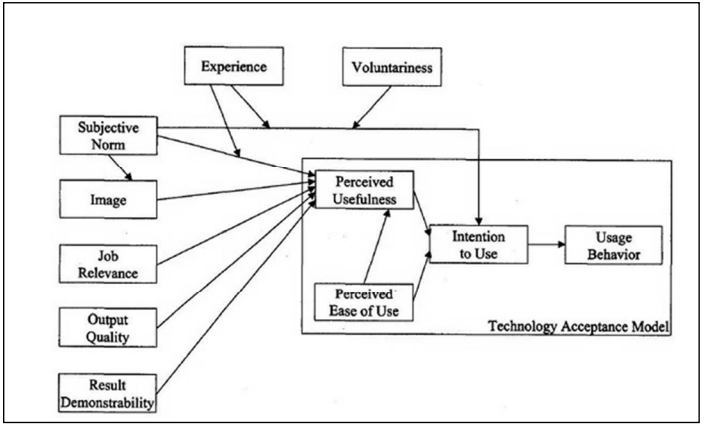 Experience
Voluntariness
Subjective
Norm
Image
Job
Relevance
Output
Quality
Result
Demonstrability
Perceived
Usefulness
Perceived
Ease of Use
Intention
to Use
Usage
Behavior
Technology Acceptance Model